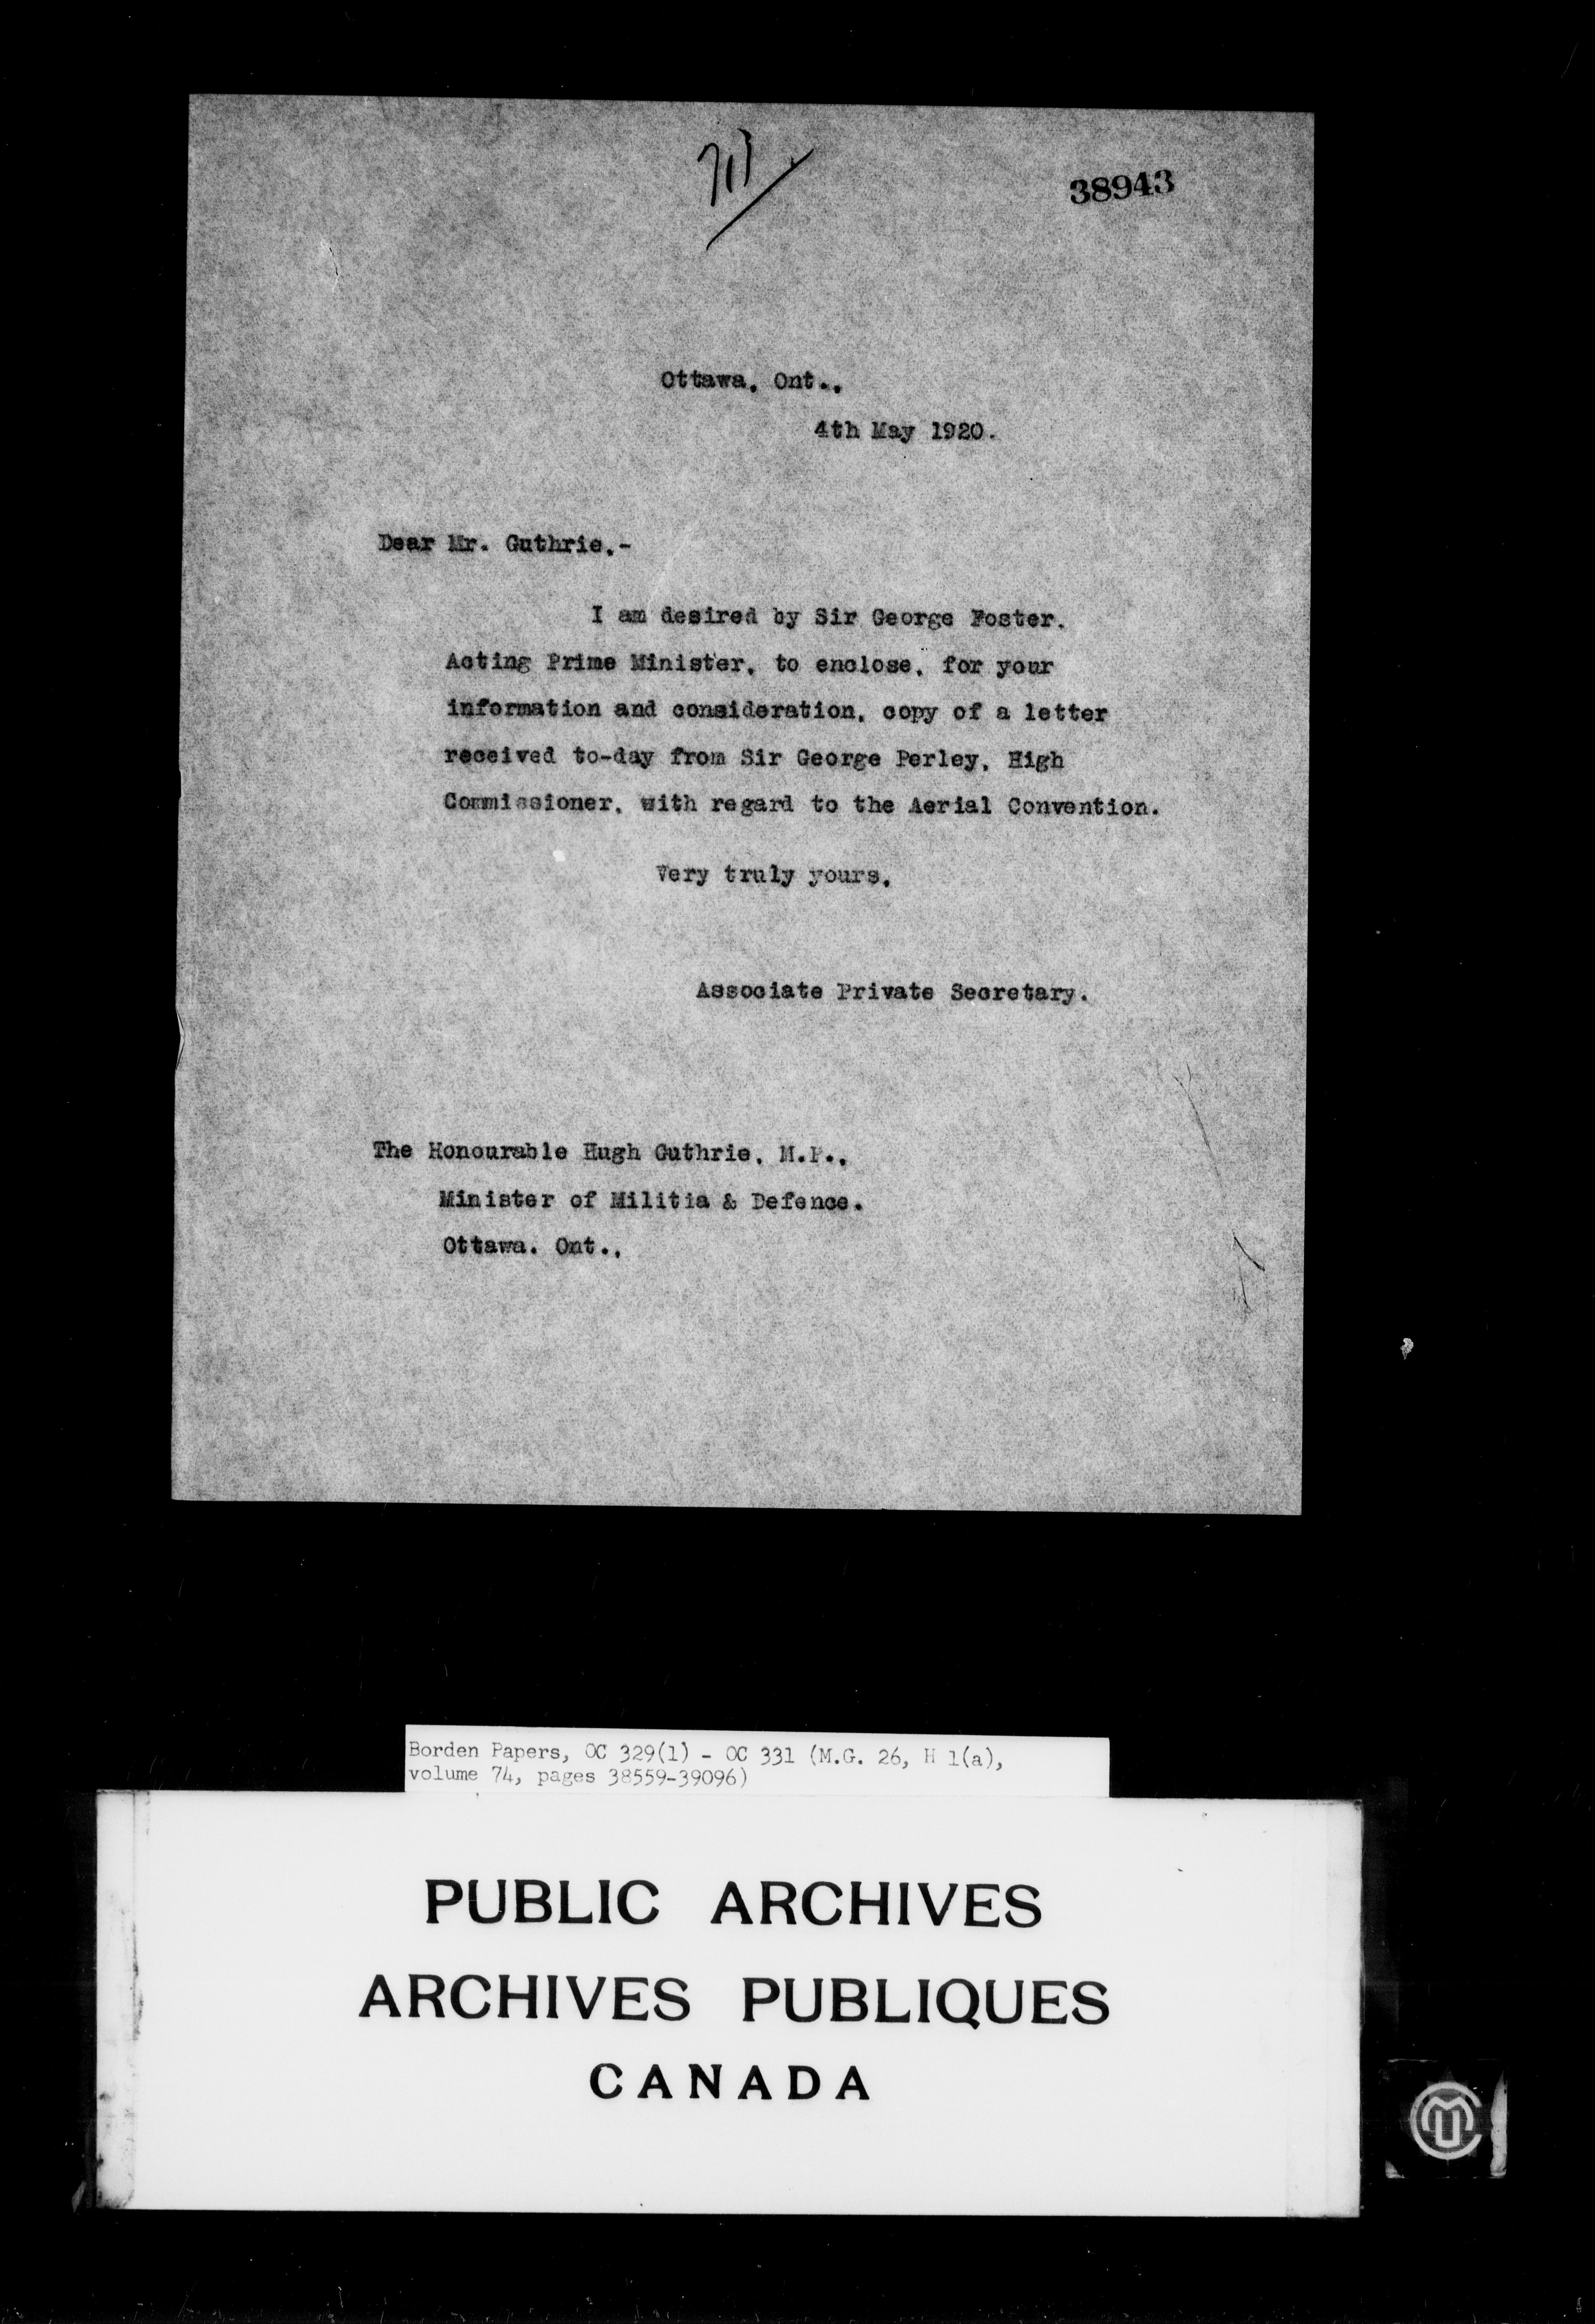 38943
Ottawa, Ont.,
4th May 1920.
Dear Mr. Guthrie,-
I am desired by Sir George Foster,
Acting Prime Minister, to enclose, for your
information and consideration, copy of a letter
received to-day from Sir George Perley, High
Commissioner, with regard to the Aerial Convention.
Very truly yours,
Associate Private Secretary.
The Honourable Hugh Guthrie, M.P.,
Minister of Militia & Defence.
Ottawa. Ont.,
Borden Papers, OC 329(1) - OC 331 (M.G. 26, H 1(a),
volume 74, pages 38559-39096)
PUBLIC ARCHIVES
ARCHIVES PUBLIQUES
CANADA